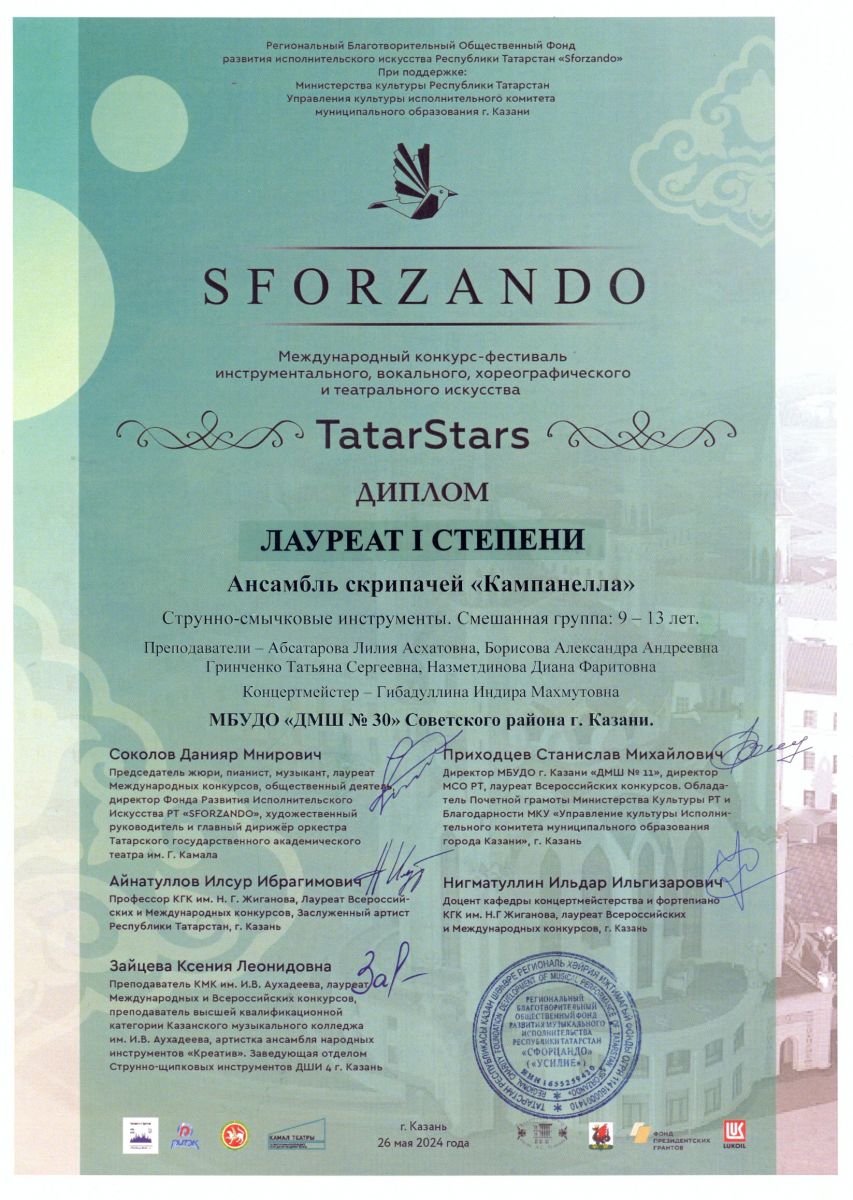 Региональный Благотворительный Общественный Фонд
развития исполнительского искусства Республики Татарстан «Sforzando»
При поддержке:
Министерства культуры Республики Татарстан
Управления культуры исполнительного комитета
муниципального образования г. Казани
SFORZANDO
Международный конкурс-фестиваль
инструментального, вокального, хореографического
и театрального искусства
TatarStars
ДИПЛОМ
ЛАУРЕАТ I СТЕПЕНИ
Ансамбль скрипачей «Кампанелла»
Струнно-смычковые инструменты. Смешанная группа: 9 – 13 лет.
Преподаватели – Абсатарова Лилия Асхатовна, Борисова Александра Андреевна
Гринченко Татьяна Сергеевна, Назметдинова Диана Фаритовна
Концертмейстер – Гибадуллина Индира Махмутовна
МБУДО «ДМШ № 30» Советского района г. Казани.
Соколов Данияр Мнирович
Председатель жюри, пианист, музыкант, лауреат
Международных конкурсов, общественный деятель,
директор Фонда Развития Исполнительского
Искусства РТ «SFORZANDO», художественный
руководитель и главный дирижёр оркестра
Татарского государственного академического
театра им. Г. Камала
Приходцев Станислав Михайлович
Директор МБУДО г. Казани «ДМШ № 11», директор
МСО РТ, лауреат Всероссийских конкурсов. Облада-
тель Почетной грамоты Министерства Культуры РТ и
Благодарности МКУ «Управление культуры Исполни-
тельного комитета муниципального образования
города Казани», г. Казань
Айнатуллов Илсур Ибрагимович
Профессор КГК им. Н. Г. Жиганова, Лауреат Всероссий-
ских и Международных конкурсов, Заслуженный артист
Республики Татарстан, г. Казань
Нигматуллин Ильдар Ильгизарович
Доцент кафедры концертмейстерства и фортепиано
КГК им. Н.Г Жиганова, лауреат Всероссийских
и Международных конкурсов, г. Казань
Зайцева Ксения Леонидовна
Преподаватель КМК им. И.В. Аухадеева, лауреат
Международных и Всероссийских конкурсов,
преподаватель высшей квалификационной
категории Казанского музыкального колледжа
им. И.В. Аухадеева, артистка ансамбля народных
инструментов «Креатив». Заведующая отделом
Струнно-щипковых инструментов ДШИ 4 г. Казань
РЕГИОНАЛЬНЫЙ
БЛАГОТВОРИТЕЛЬНЫЙ
ОБЩЕСТВЕННЫЙ ФОНД
РАЗВИТИЯ МУЗЫКАЛЬНОГО
ИСПОЛНИТЕЛЬСТВА
РЕСПУБЛИКИ ТАТАРСТАН
«СФОРЦАНДО»
(«УСИЛИЕ»)
ИНН 1655259420
г. Казань
26 мая 2024 года
РИТЭК
КАМАЛ ТЕАТРЫ
ФОНД
ПРЕЗИДЕНТСКИХ
ГРАНТОВ
LUK
LUKOIL